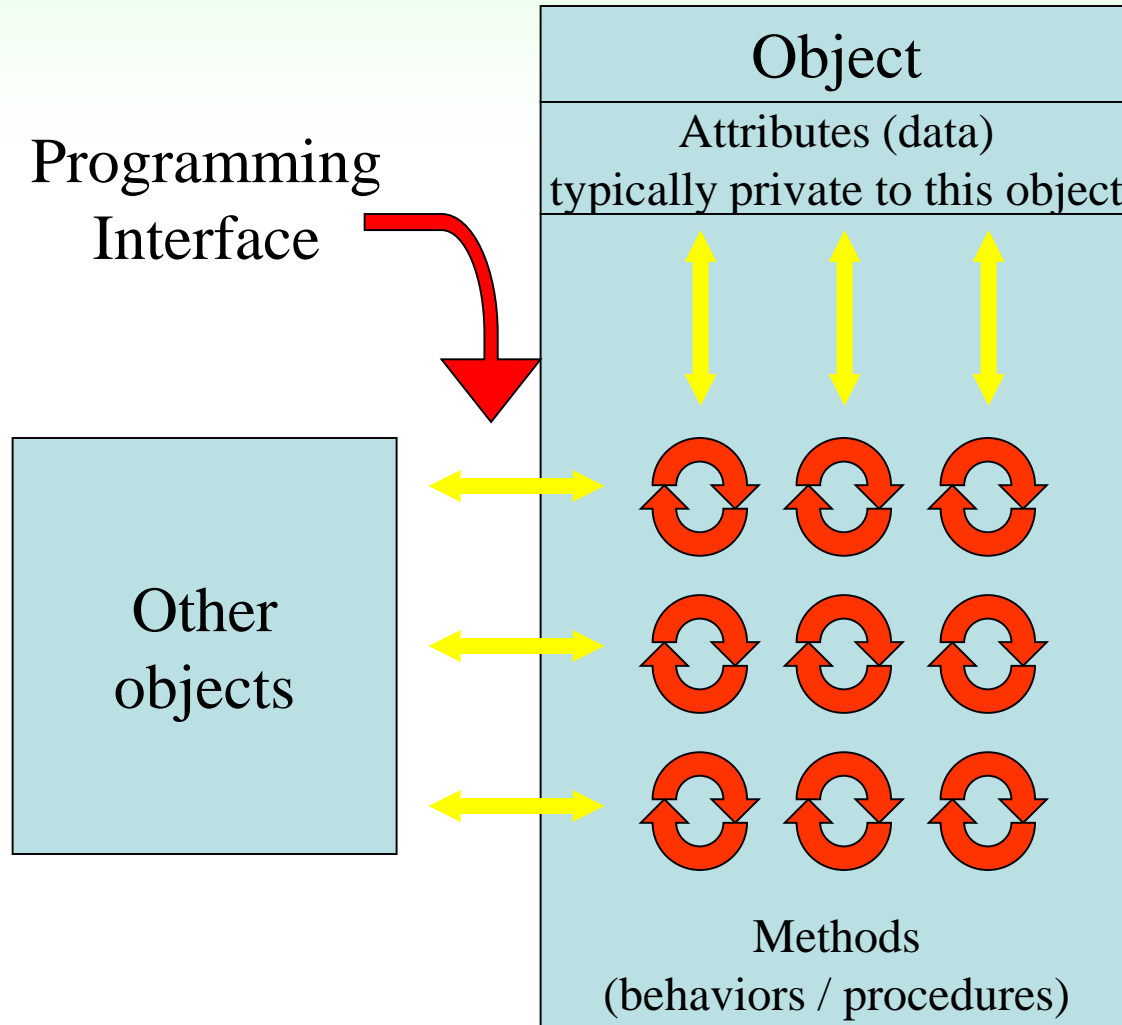 Object
Attributes (data)
typically private to this object
Programming
Interface
Other
objects
Methods
(behaviors / procedures)